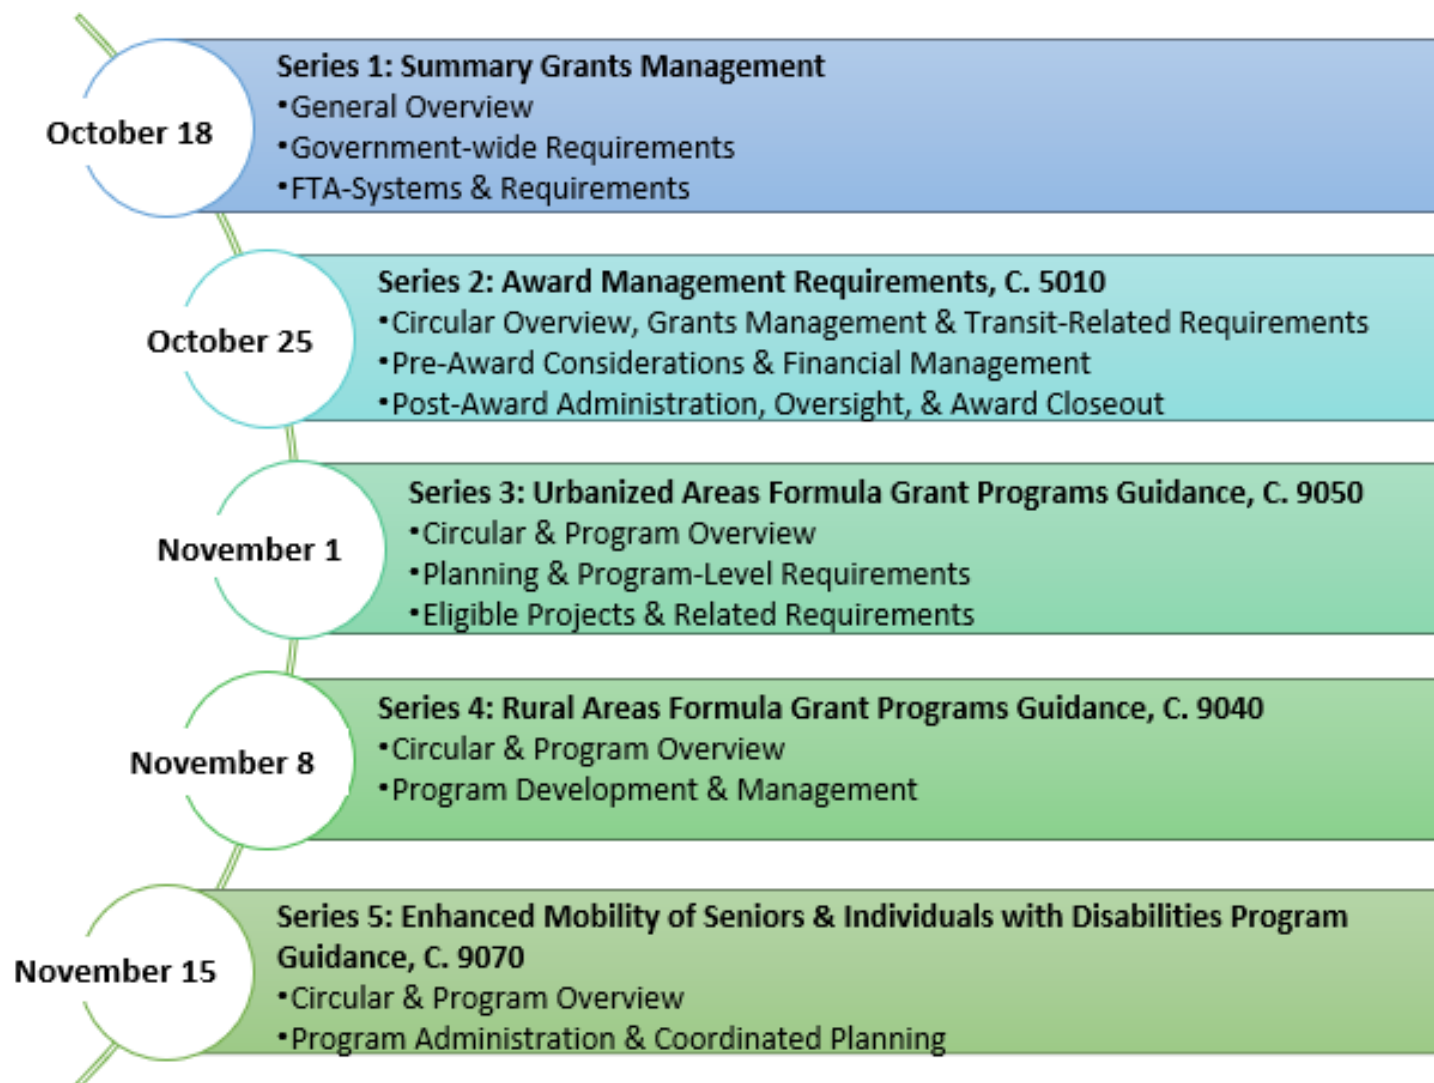 October 18
Series 1: Summary Grants Management
•General Overview
•Government-wide Requirements
•FTA-Systems & Requirements
October 25
Series 2: Award Management Requirements, C. 5010
•Circular Overview, Grants Management & Transit-Related Requirements
•Pre-Award Considerations & Financial Management
•Post-Award Administration, Oversight, & Award Closeout
November 1
Series 3: Urbanized Areas Formula Grant Programs Guidance, C. 9050
•Circular & Program Overview
•Planning & Program-Level Requirements
•Eligible Projects & Related Requirements
November 8
Series 4: Rural Areas Formula Grant Programs Guidance, C. 9040
•Circular & Program Overview
•Program Development & Management
November 15
Series 5: Enhanced Mobility of Seniors & Individuals with Disabilities Program
Guidance, C. 9070
•Circular & Program Overview
•Program Administration & Coordinated Planning